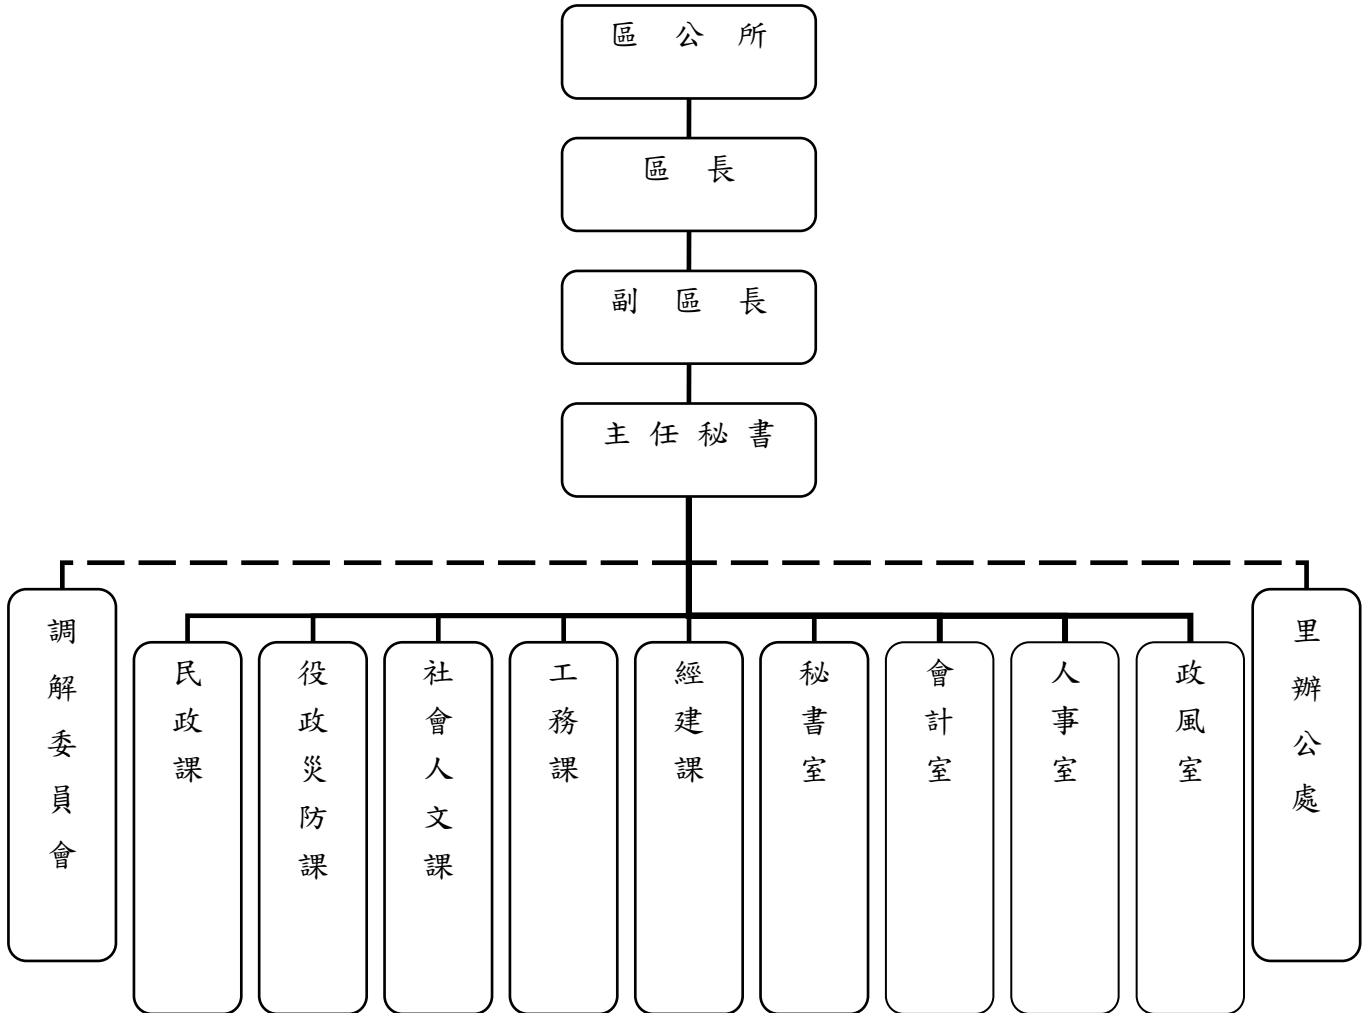 區公所
區長
副區長
主任秘書
調解委員會
民政課
役政災防課
社會人文課
工務課
經建課
秘書室
會計室
人事室
政風室
里辦公處